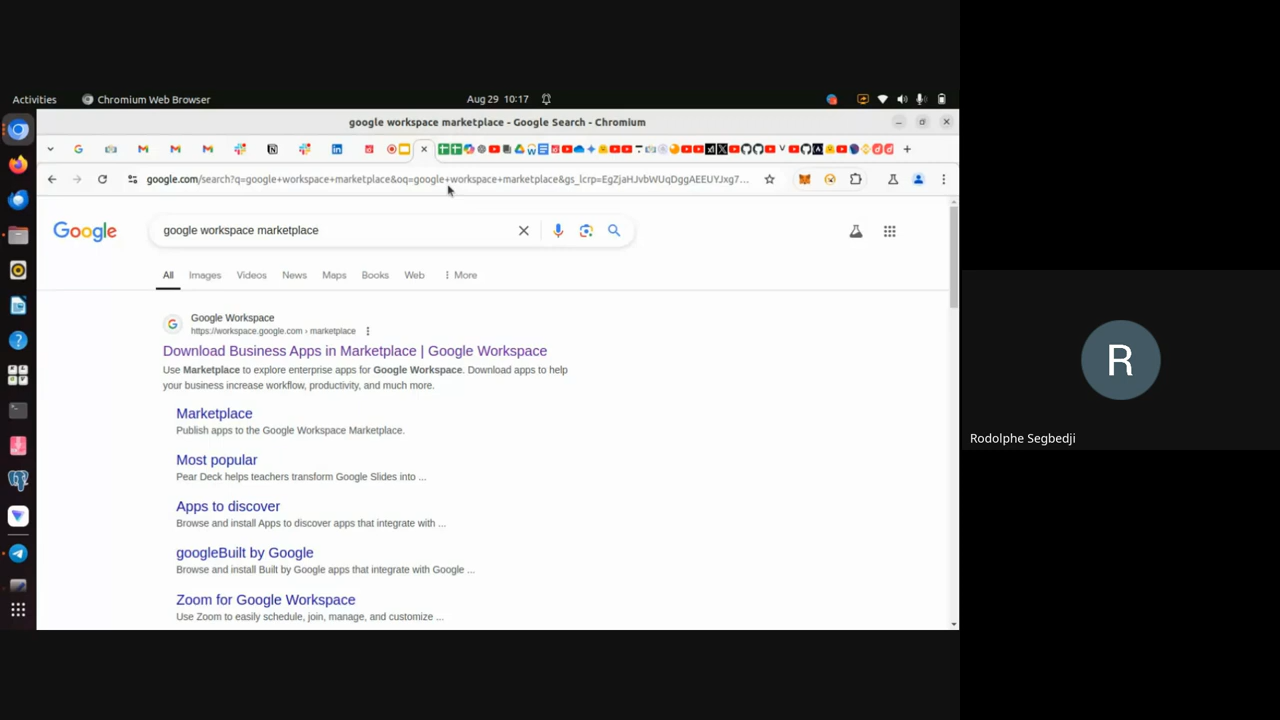 Activities
Chromium Web Browser
Aug 29 10:17
google workspace marketplace - Google Search - Chromium
google.com/search?q=google+workspace+marketplace&oq=google+workspace+marketplace&gs_lcrp=EgZjaHJvbWUqDggAEEUYJxg7...
Google
google workspace marketplace
All Images Videos News Maps Books Web More
Google Workspace
https://workspace.google.com › marketplace
Download Business Apps in Marketplace | Google Workspace
Use Marketplace to explore enterprise apps for Google Workspace. Download apps to help
your business increase workflow, productivity, and much more.
Marketplace
Publish apps to the Google Workspace Marketplace.
Most popular
Pear Deck helps teachers transform Google Slides into ...
Apps to discover
Browse and install Apps to discover apps that integrate with ...
googleBuilt by Google
Browse and install Built by Google apps that integrate with Google ...
Zoom for Google Workspace
Use Zoom to easily schedule, join, manage, and customize ...
R
Rodolphe Segbedji